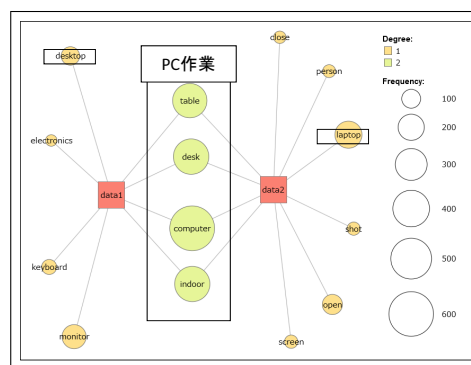 PC作業
desktop
electronics
keyboard
monitor
data1
table
desk
computer
indoor
data2
close
person
laptop
shot
open
screen
Degree:
1
2
Frequency:
100
200
300
400
500
600